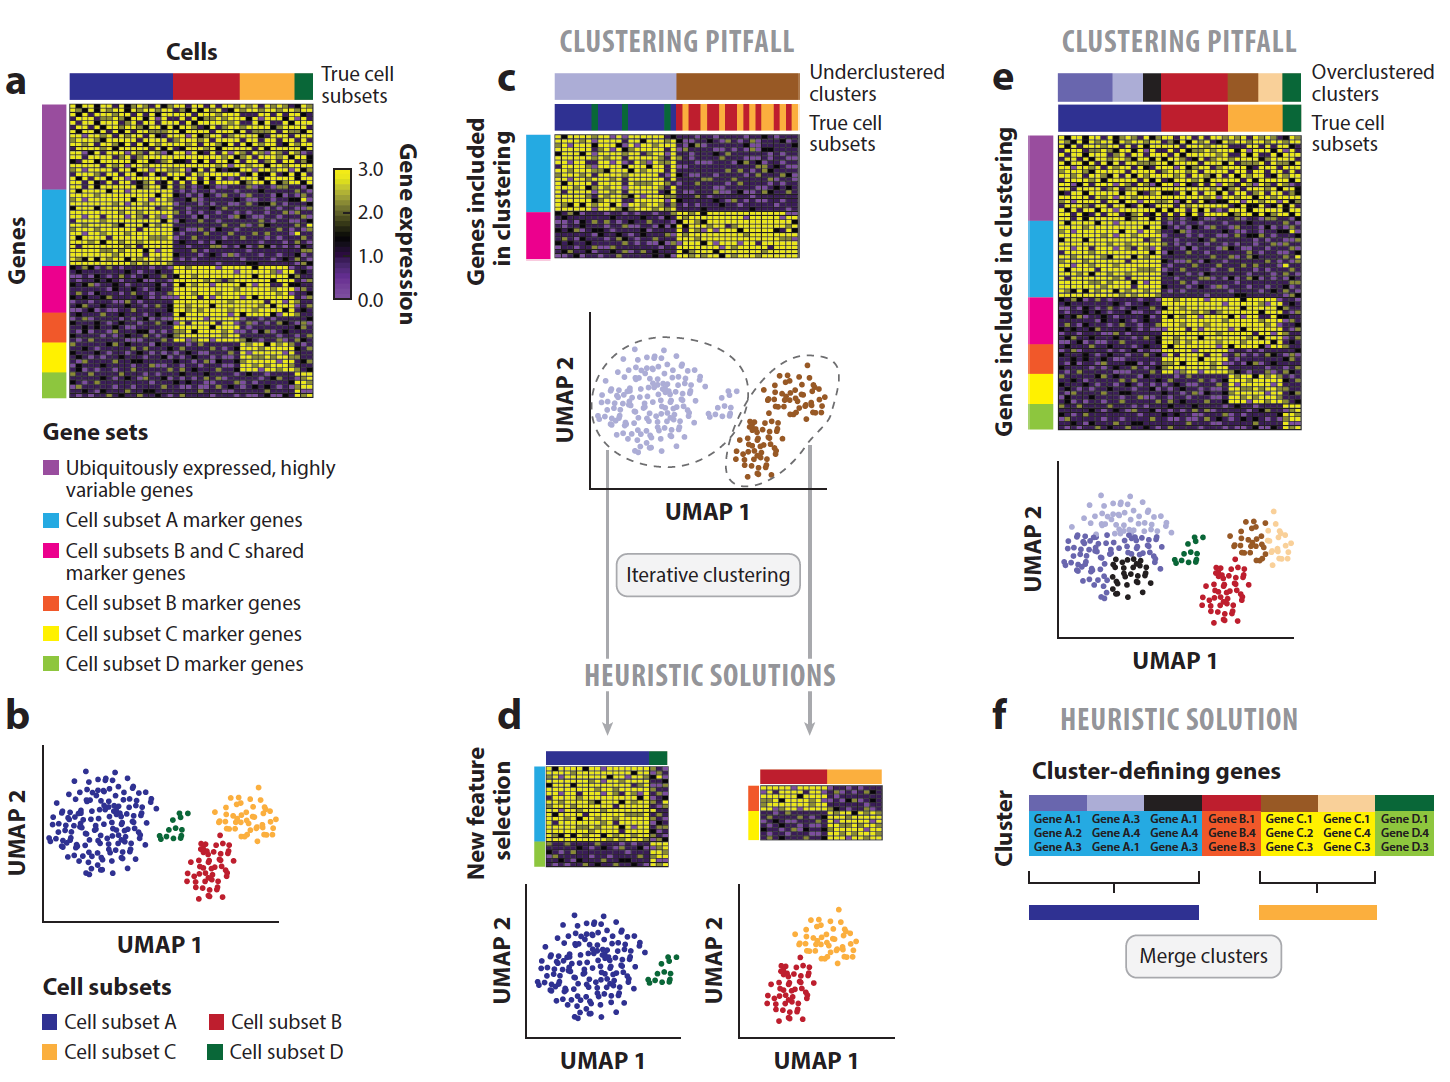 a
Cells
True cell
subsets
Genes
3.0
2.0
1.0
0.0
Gene expression
Gene sets
Ubiquitously expressed, highly
variable genes
Cell subset A marker genes
Cell subsets B and C shared
marker genes
Cell subset B marker genes
Cell subset C marker genes
Cell subset D marker genes
b
UMAP 2
UMAP 1
Cell subsets
Cell subset A
Cell subset B
Cell subset C
Cell subset D
CLUSTERING PITFALL
c
Underclustered
clusters
True cell
subsets
Genes included
in clustering
UMAP 2
UMAP 1
Iterative clustering
HEURISTIC SOLUTIONS
d
New feature
selection
UMAP 2
UMAP 1
UMAP 2
UMAP 1
CLUSTERING PITFALL
e
Overclustered
clusters
True cell
subsets
Genes included in clustering
UMAP 2
UMAP 1
f
HEURISTIC SOLUTION
Cluster-defining genes
Cluster
Gene A.1 Gene A.3 Gene A.1 Gene B.1 Gene C.1 Gene C.1 Gene D.1
Gene A.2 Gene A.4 Gene A.4 Gene B.4 Gene C.2 Gene C.4 Gene D.4
Gene A.3 Gene A.1 Gene A.3 Gene B.3 Gene C.3 Gene C.3 Gene D.3
Merge clusters